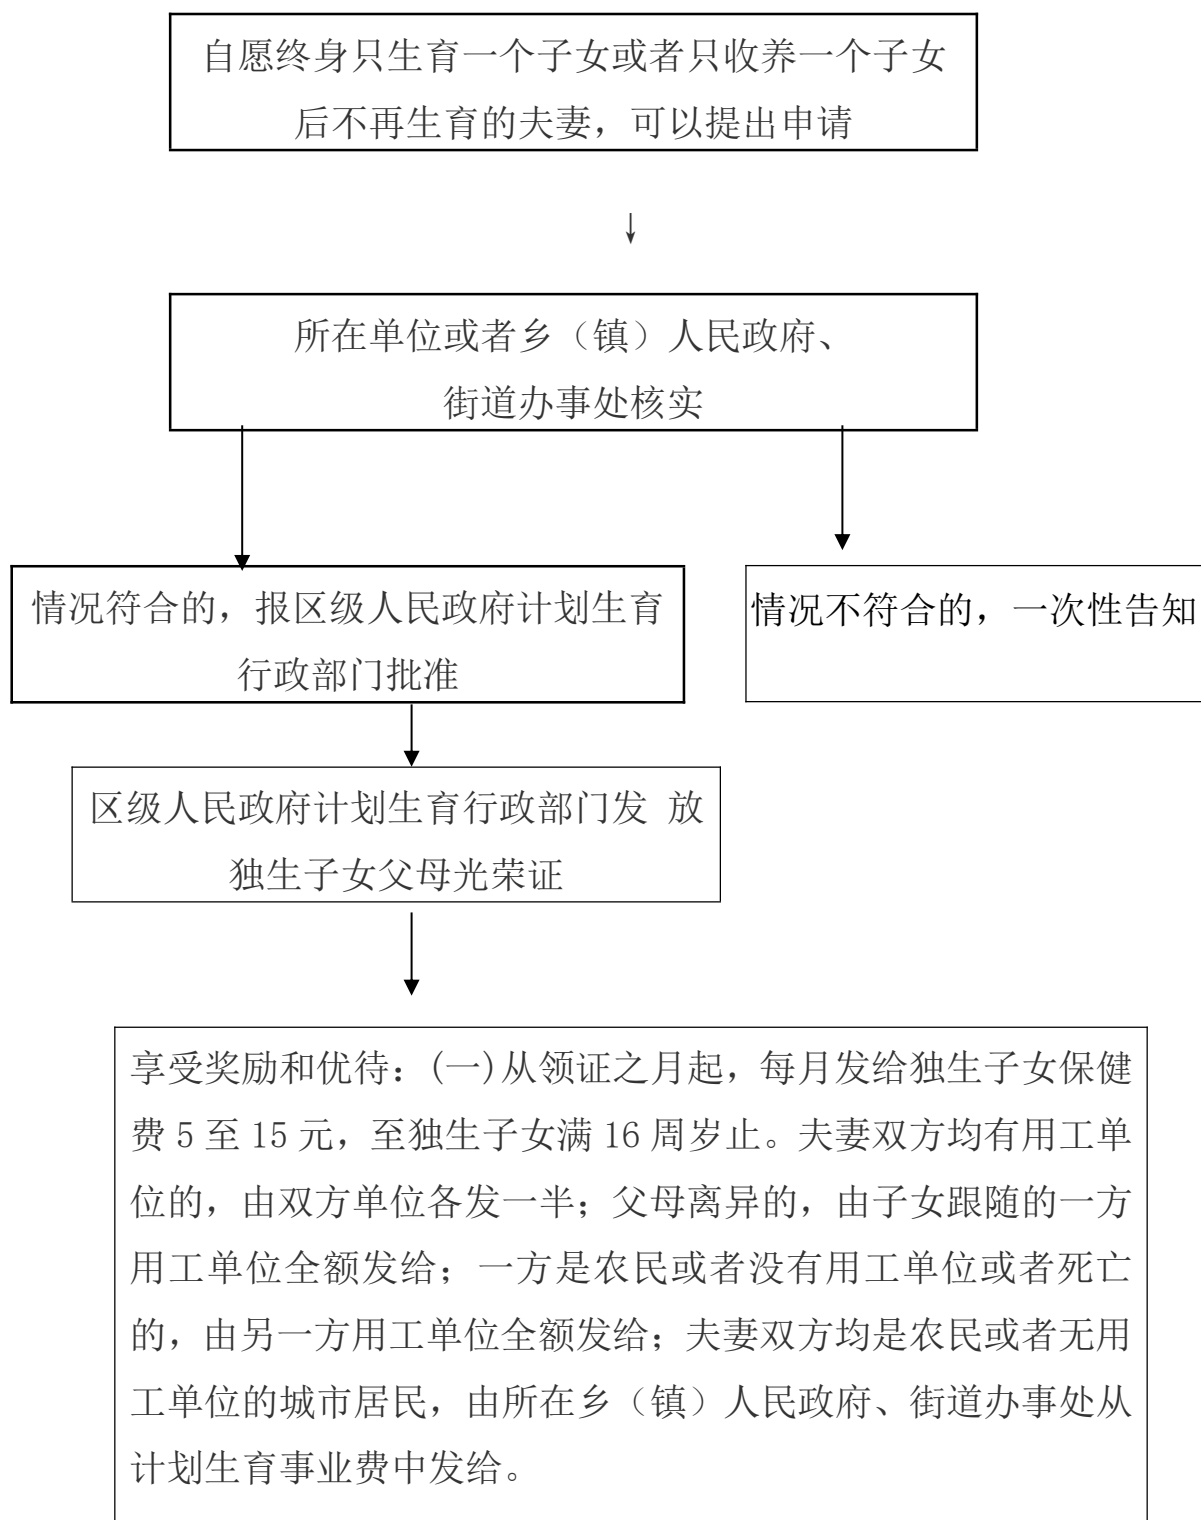 自愿终身只生育一个子女或者只收养一个子女
后不再生育的夫妻，可以提出申请
↓
所在单位或者乡（镇）人民政府、
街道办事处核实
情况符合的，报区级人民政府计划生育
行政部门批准
情况不符合的，一次性告知
区级人民政府计划生育行政部门发 放
独生子女父母光荣证
享受奖励和优待：(一)从领证之月起，每月发给独生子女保健
费 5 至 15 元，至独生子女满 16 周岁止。夫妻双方均有用工单
位的，由双方单位各发一半；父母离异的，由子女跟随的一方
用工单位全额发给；一方是农民或者没有用工单位或者死亡
的，由另一方用工单位全额发给；夫妻双方均是农民或者无用
工单位的城市居民，由所在乡（镇）人民政府、街道办事处从
计划生育事业费中发给。